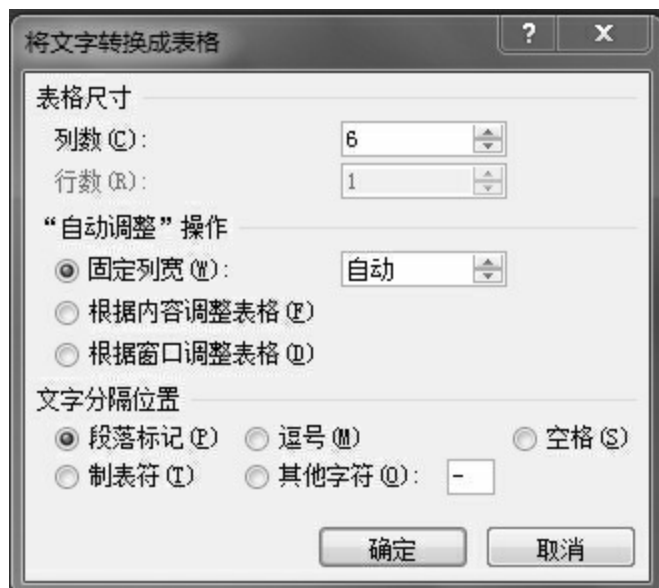 将文字转换成表格
表格尺寸
列数(C): 6
行数(R): 1
“自动调整”操作
固定列宽(W): 自动
根据内容调整表格(F)
根据窗口调整表格(D)
文字分隔位置
段落标记(P) 逗号(M) 空格(S)
制表符(T) 其他字符(O): -
确定 取消